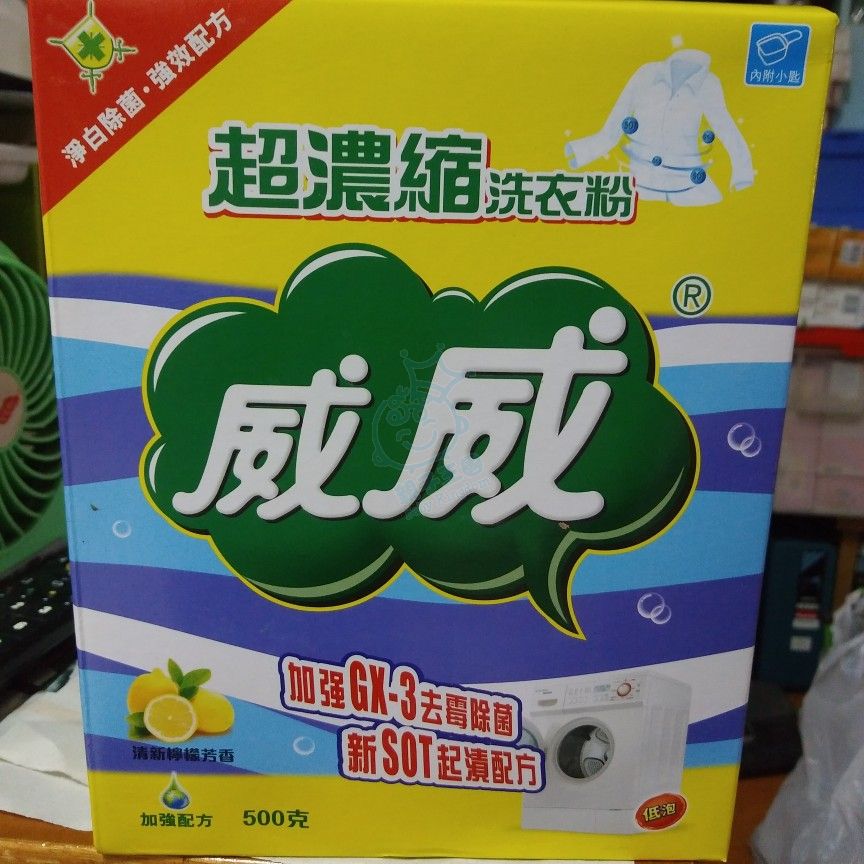 淨白除菌·強效配方
內附小匙
超濃縮洗衣粉
®
威威
加强GX-3去霉除菌
新SOT起漬配方
清新檸檬芳香
加強配方 500克
低泡